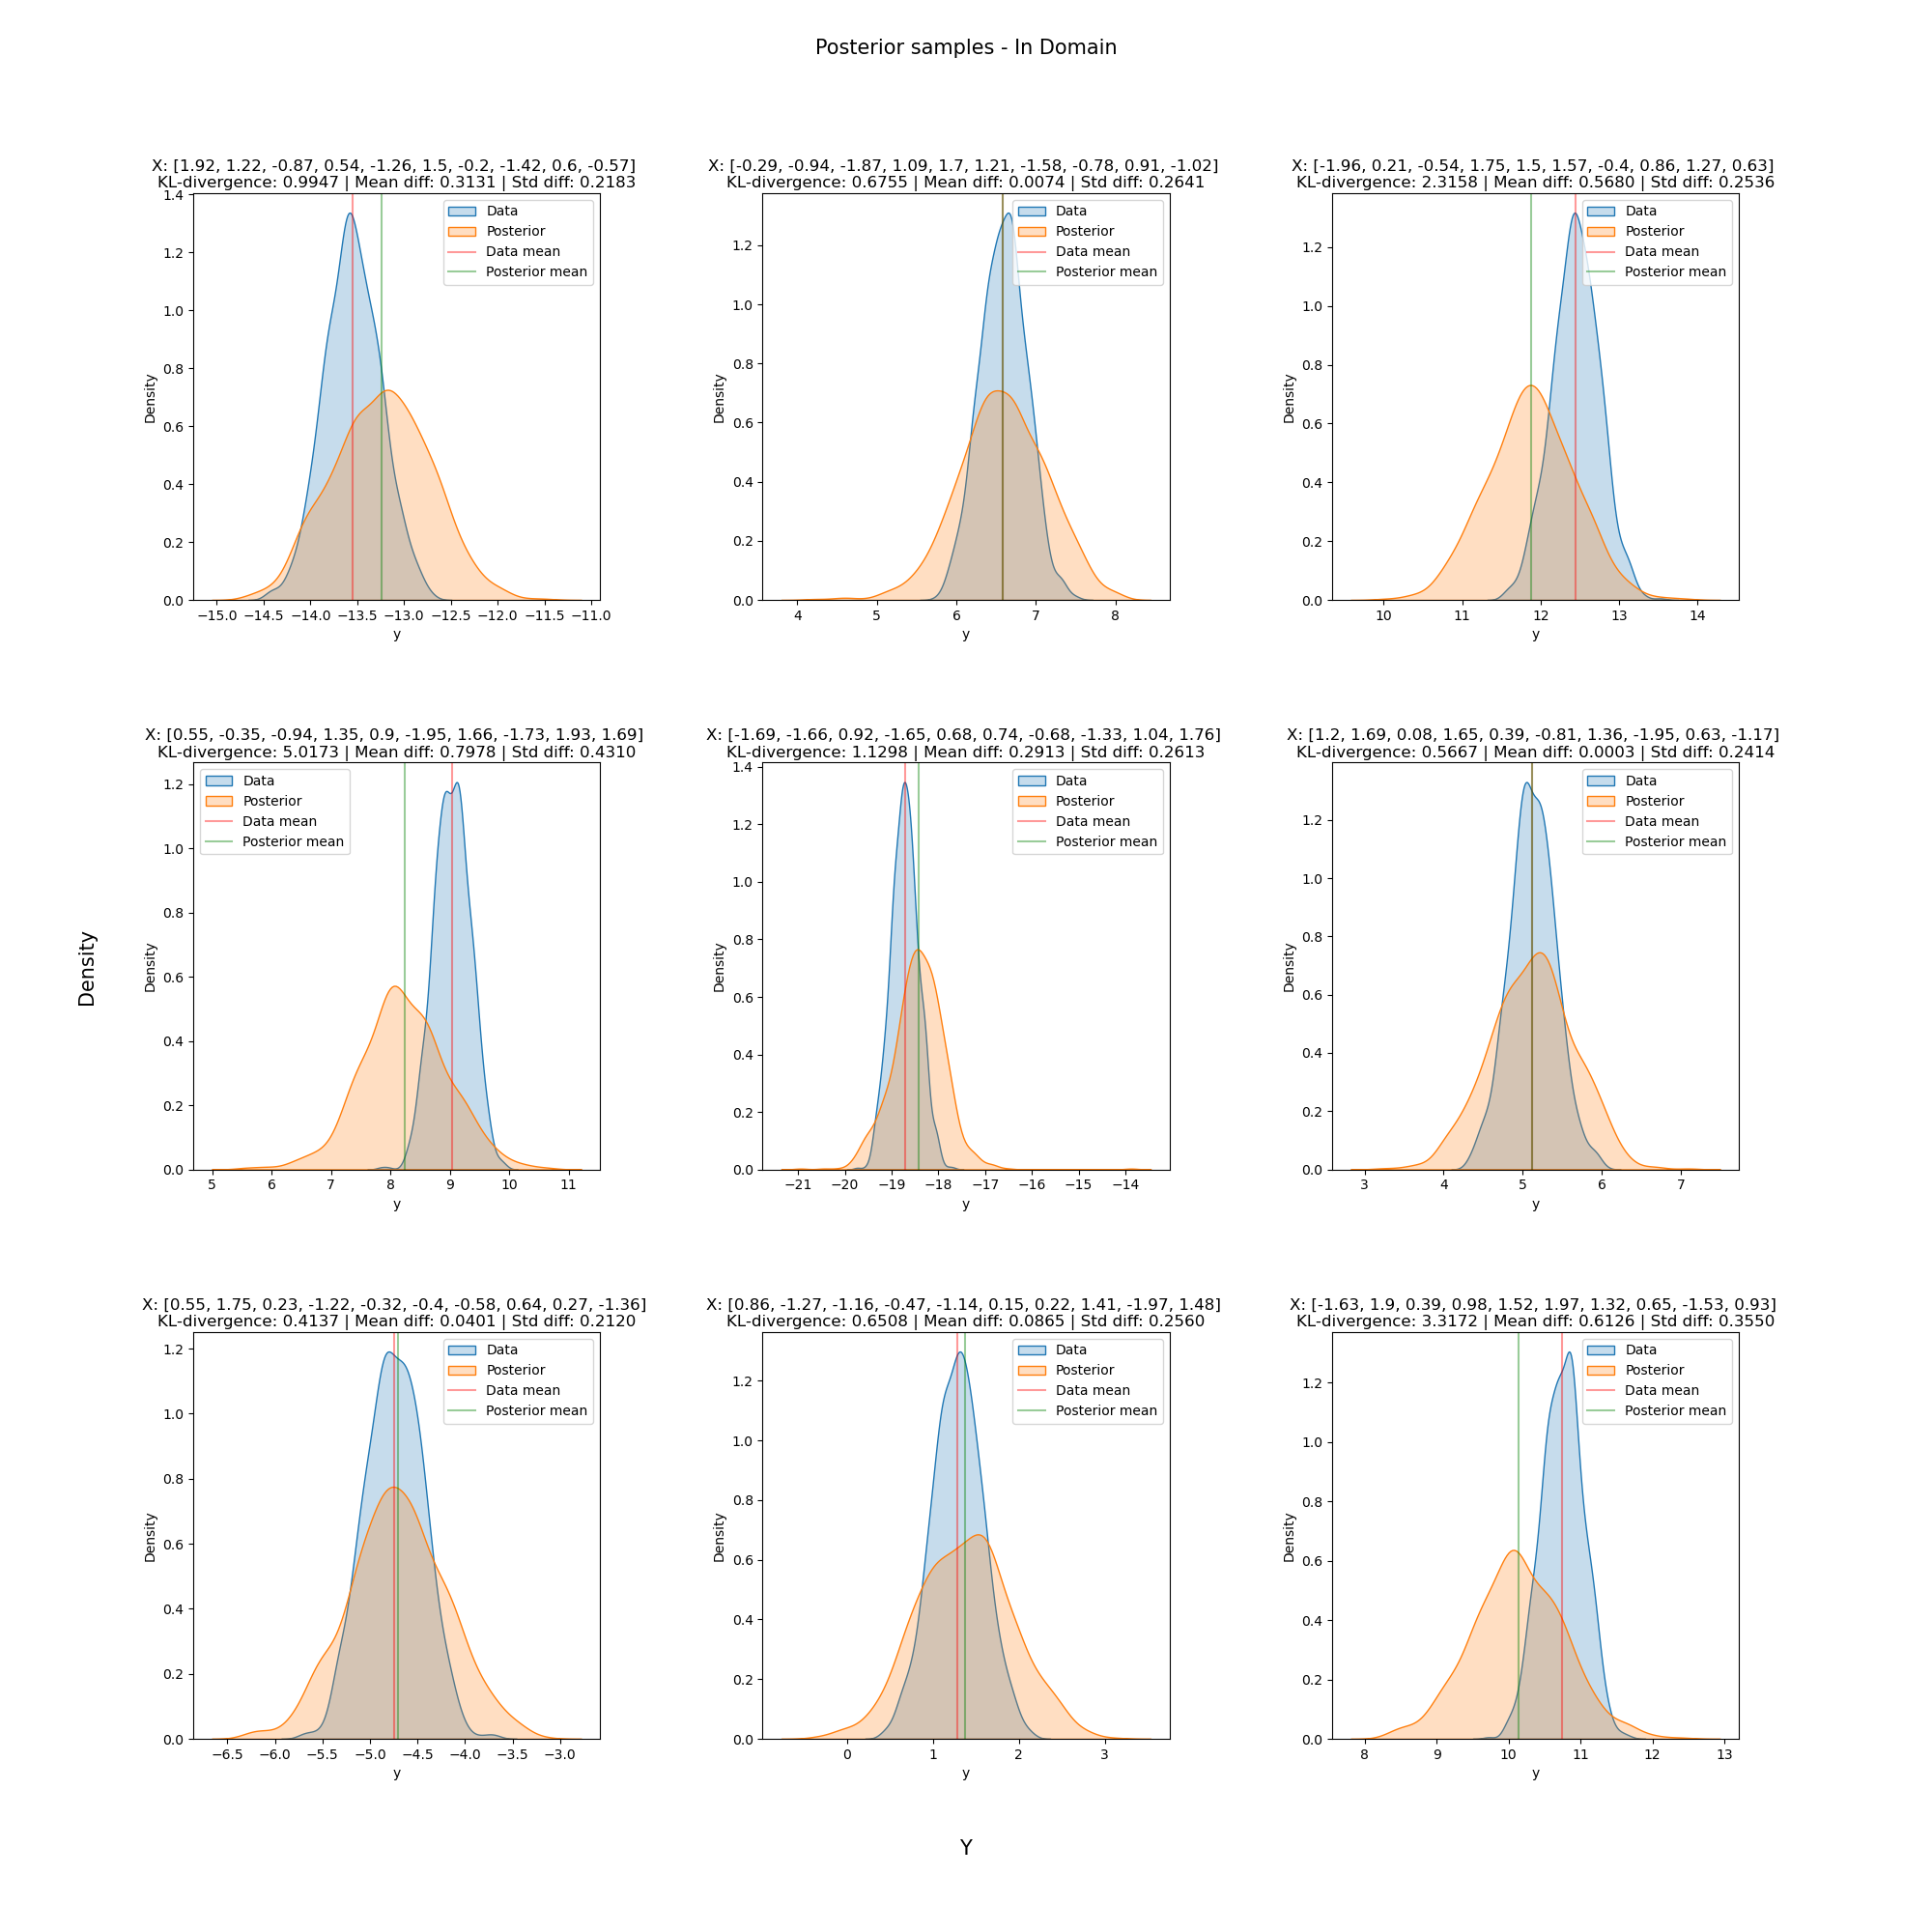 Posterior samples - In Domain
X: [1.92, 1.22, -0.87, 0.54, -1.26, 1.5, -0.2, -1.42, 0.6, -0.57]
KL-divergence: 0.9947 | Mean diff: 0.3131 | Std diff: 0.2183
Data
Posterior
Data mean
Posterior mean
Density
1.4
1.2
1.0
0.8
0.6
0.4
0.2
0.0
−15.0 −14.5 −14.0 −13.5 −13.0 −12.5 −12.0 −11.5 −11.0
y
X: [-0.29, -0.94, -1.87, 1.09, 1.7, 1.21, -1.58, -0.78, 0.91, -1.02]
KL-divergence: 0.6755 | Mean diff: 0.0074 | Std diff: 0.2641
Data
Posterior
Data mean
Posterior mean
Density
1.2
1.0
0.8
0.6
0.4
0.2
0.0
4 5 6 7 8
y
X: [-1.96, 0.21, -0.54, 1.75, 1.5, 1.57, -0.4, 0.86, 1.27, 0.63]
KL-divergence: 2.3158 | Mean diff: 0.5680 | Std diff: 0.2536
Data
Posterior
Data mean
Posterior mean
Density
1.2
1.0
0.8
0.6
0.4
0.2
0.0
10 11 12 13 14
y
Density
X: [0.55, -0.35, -0.94, 1.35, 0.9, -1.95, 1.66, -1.73, 1.93, 1.69]
KL-divergence: 5.0173 | Mean diff: 0.7978 | Std diff: 0.4310
Data
Posterior
Data mean
Posterior mean
Density
1.2
1.0
0.8
0.6
0.4
0.2
0.0
5 6 7 8 9 10 11
y
X: [-1.69, -1.66, 0.92, -1.65, 0.68, 0.74, -0.68, -1.33, 1.04, 1.76]
KL-divergence: 1.1298 | Mean diff: 0.2913 | Std diff: 0.2613
Data
Posterior
Data mean
Posterior mean
Density
1.4
1.2
1.0
0.8
0.6
0.4
0.2
0.0
−21 −20 −19 −18 −17 −16 −15 −14
y
X: [1.2, 1.69, 0.08, 1.65, 0.39, -0.81, 1.36, -1.95, 0.63, -1.17]
KL-divergence: 0.5667 | Mean diff: 0.0003 | Std diff: 0.2414
Data
Posterior
Data mean
Posterior mean
Density
1.2
1.0
0.8
0.6
0.4
0.2
0.0
3 4 5 6 7
y
X: [0.55, 1.75, 0.23, -1.22, -0.32, -0.4, -0.58, 0.64, 0.27, -1.36]
KL-divergence: 0.4137 | Mean diff: 0.0401 | Std diff: 0.2120
Data
Posterior
Data mean
Posterior mean
Density
1.2
1.0
0.8
0.6
0.4
0.2
0.0
−6.5 −6.0 −5.5 −5.0 −4.5 −4.0 −3.5 −3.0
y
X: [0.86, -1.27, -1.16, -0.47, -1.14, 0.15, 0.22, 1.41, -1.97, 1.48]
KL-divergence: 0.6508 | Mean diff: 0.0865 | Std diff: 0.2560
Data
Posterior
Data mean
Posterior mean
Density
1.2
1.0
0.8
0.6
0.4
0.2
0.0
0 1 2 3
y
X: [-1.63, 1.9, 0.39, 0.98, 1.52, 1.97, 1.32, 0.65, -1.53, 0.93]
KL-divergence: 3.3172 | Mean diff: 0.6126 | Std diff: 0.3550
Data
Posterior
Data mean
Posterior mean
Density
1.2
1.0
0.8
0.6
0.4
0.2
0.0
8 9 10 11 12 13
y
Y